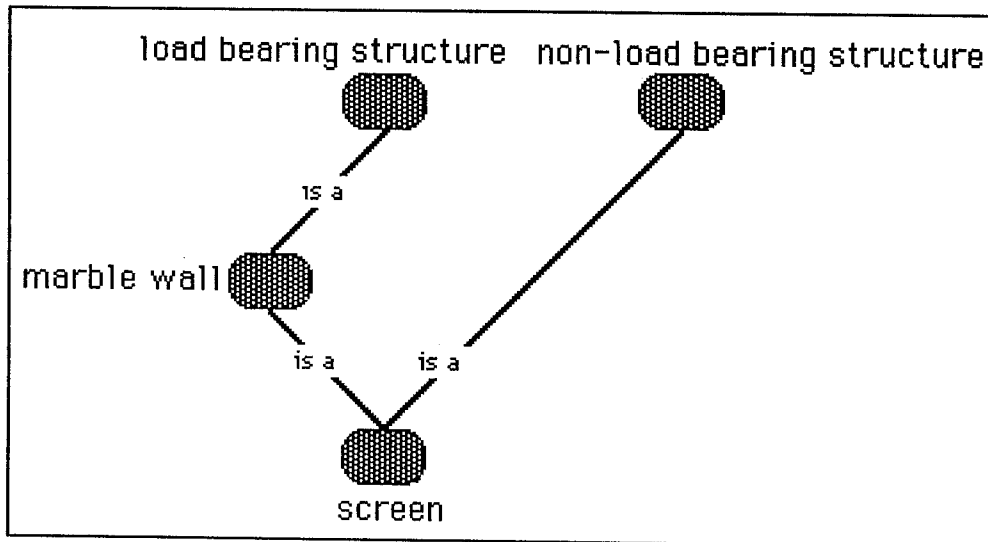 load bearing structure non-load bearing structure
is a
marble wall
is a is a
screen